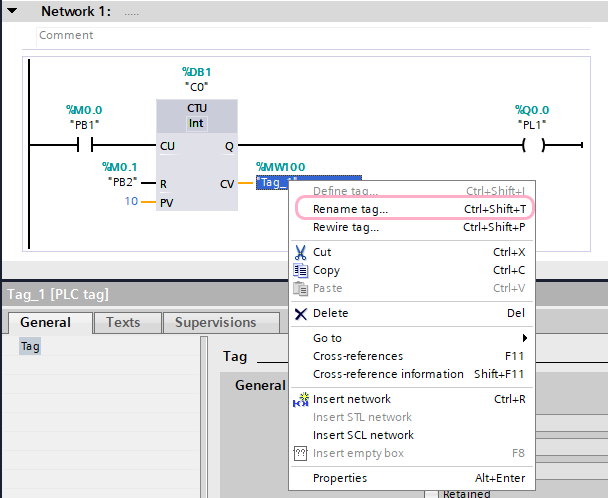 Network 1: .....
Comment
%DB1
"C0"
%M0.0
"PB1"
CTU
Int
%Q0.0
"PL1"
CU Q
%M0.1
"PB2"
R CV
%MW100
"Tag_1"
10 PV
Define tag... Ctrl+Shift+I
Rename tag... Ctrl+Shift+T
Rewire tag... Ctrl+Shift+P
Cut Ctrl+X
Copy Ctrl+C
Paste Ctrl+V
Delete Del
Go to
Cross-references F11
Cross-reference information Shift+F11
Insert network Ctrl+R
Insert STL network
Insert SCL network
Insert empty box F8
Properties Alt+Enter
Tag_1 [PLC tag]
General Texts Supervisions
Tag
Tag
General
Retained